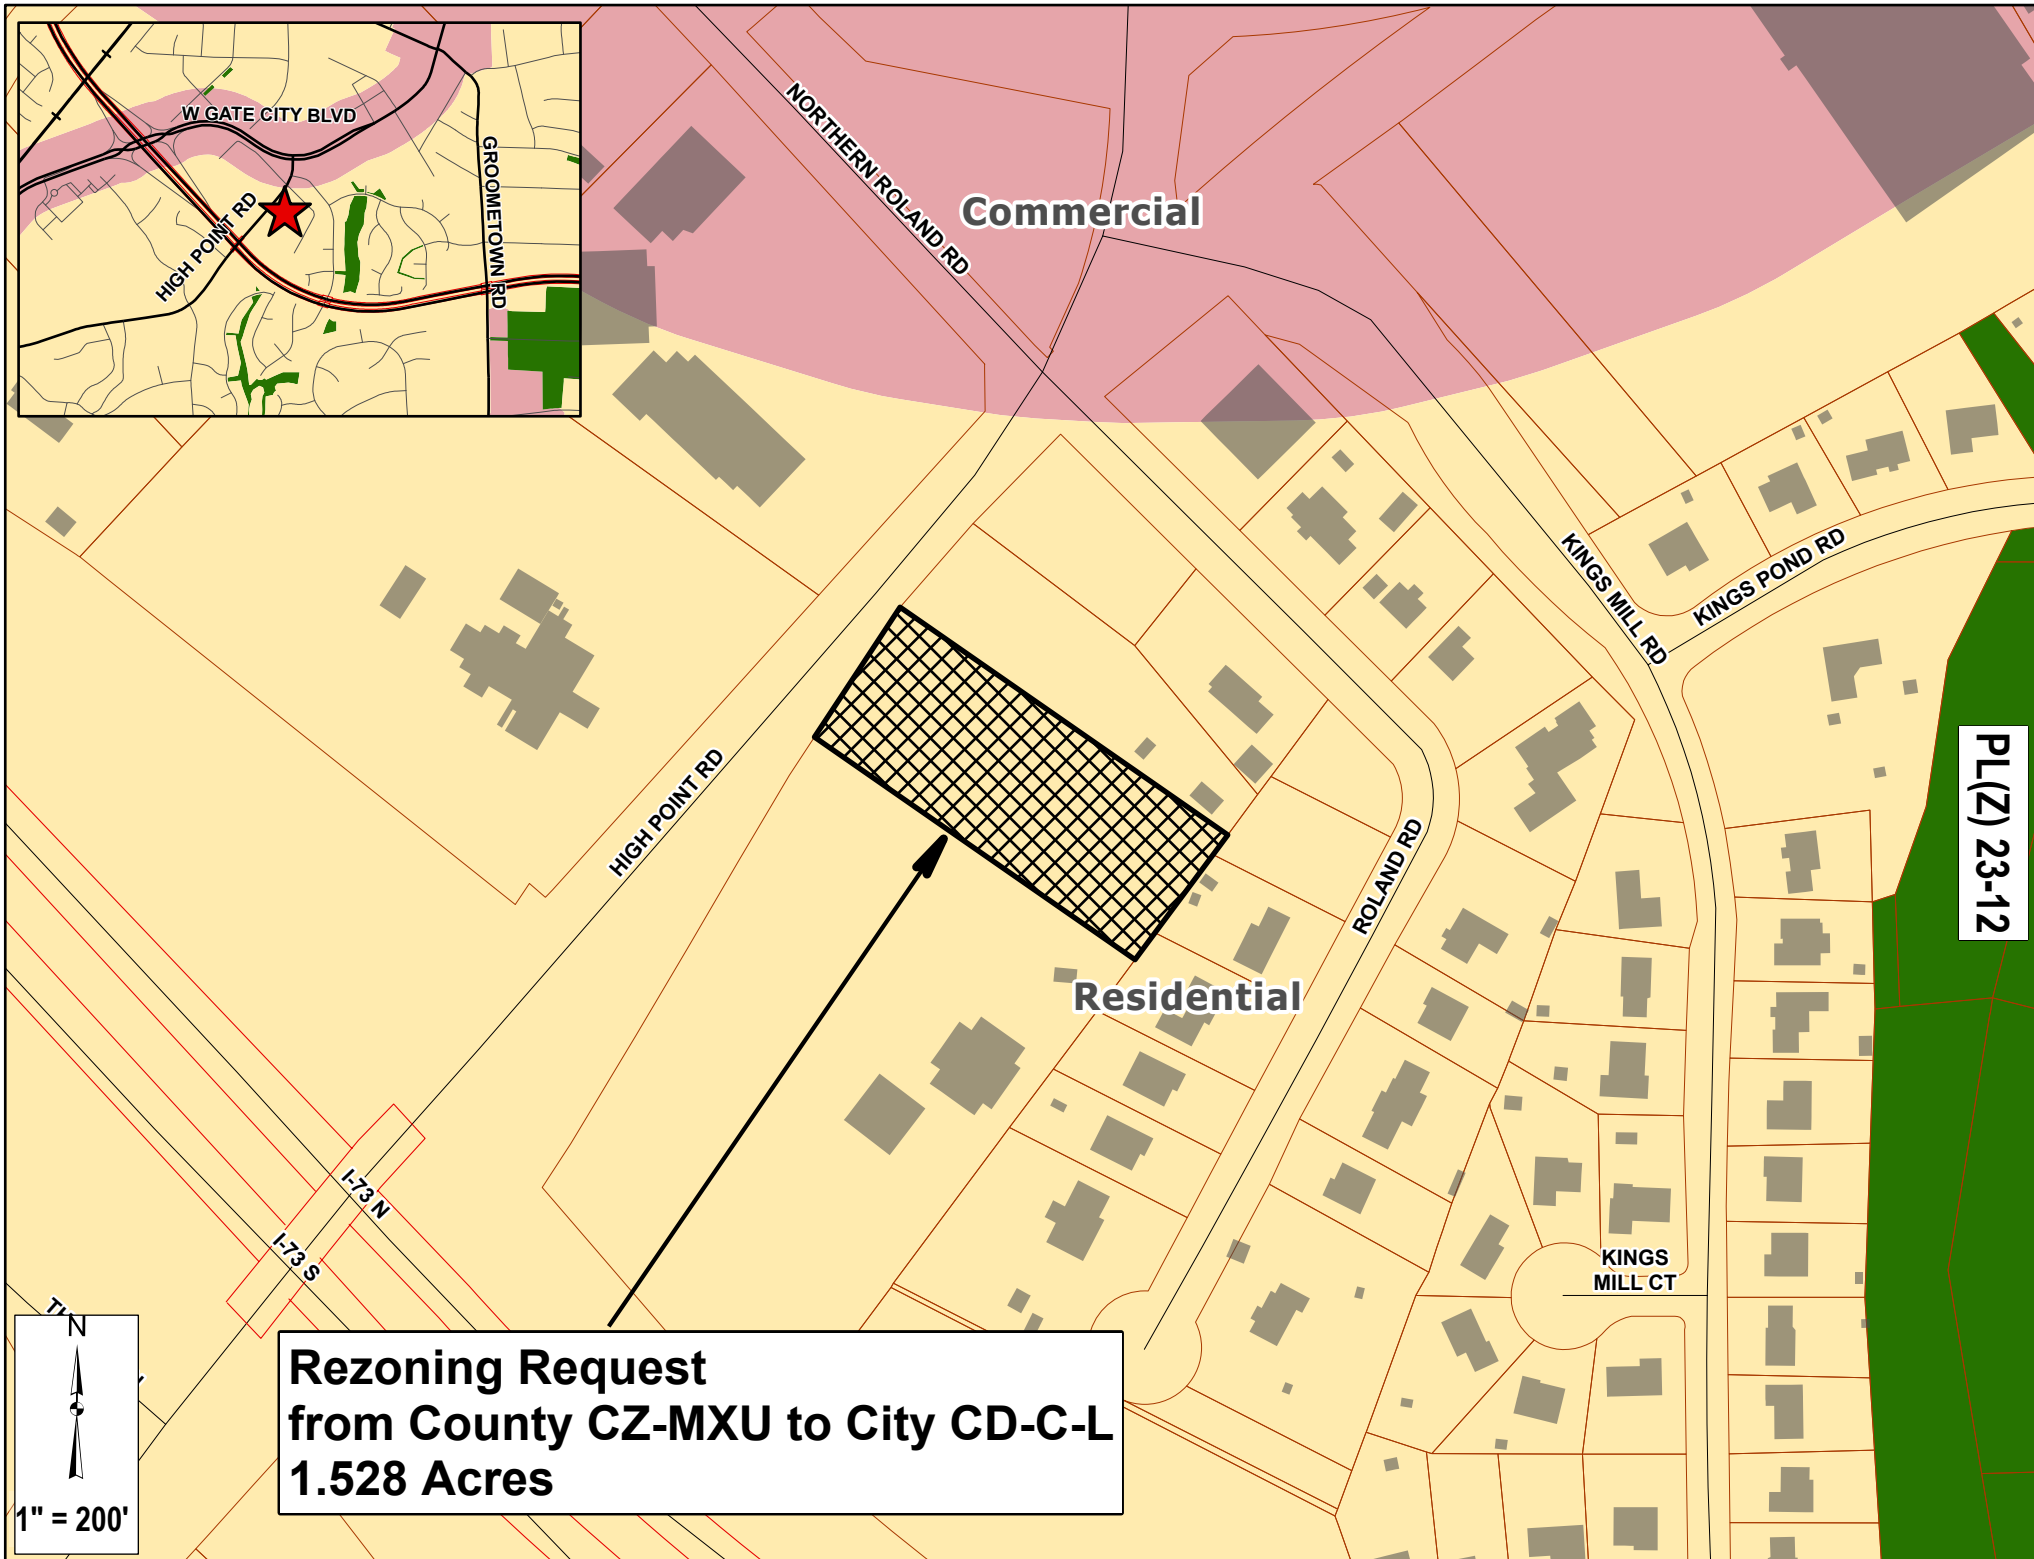 W GATE CITY BLVD
GROOMETOWN RD
HIGH POINT RD
NORTHERN ROLAND RD
Commercial
KINGS MILL RD
KINGS POND RD
HIGH POINT RD
ROLAND RD
PL(Z) 23-12
Residential
I-73 N
I-73 S
KINGS
MILL CT
N
1" = 200'
Rezoning Request
from County CZ-MXU to City CD-C-L
1.528 Acres